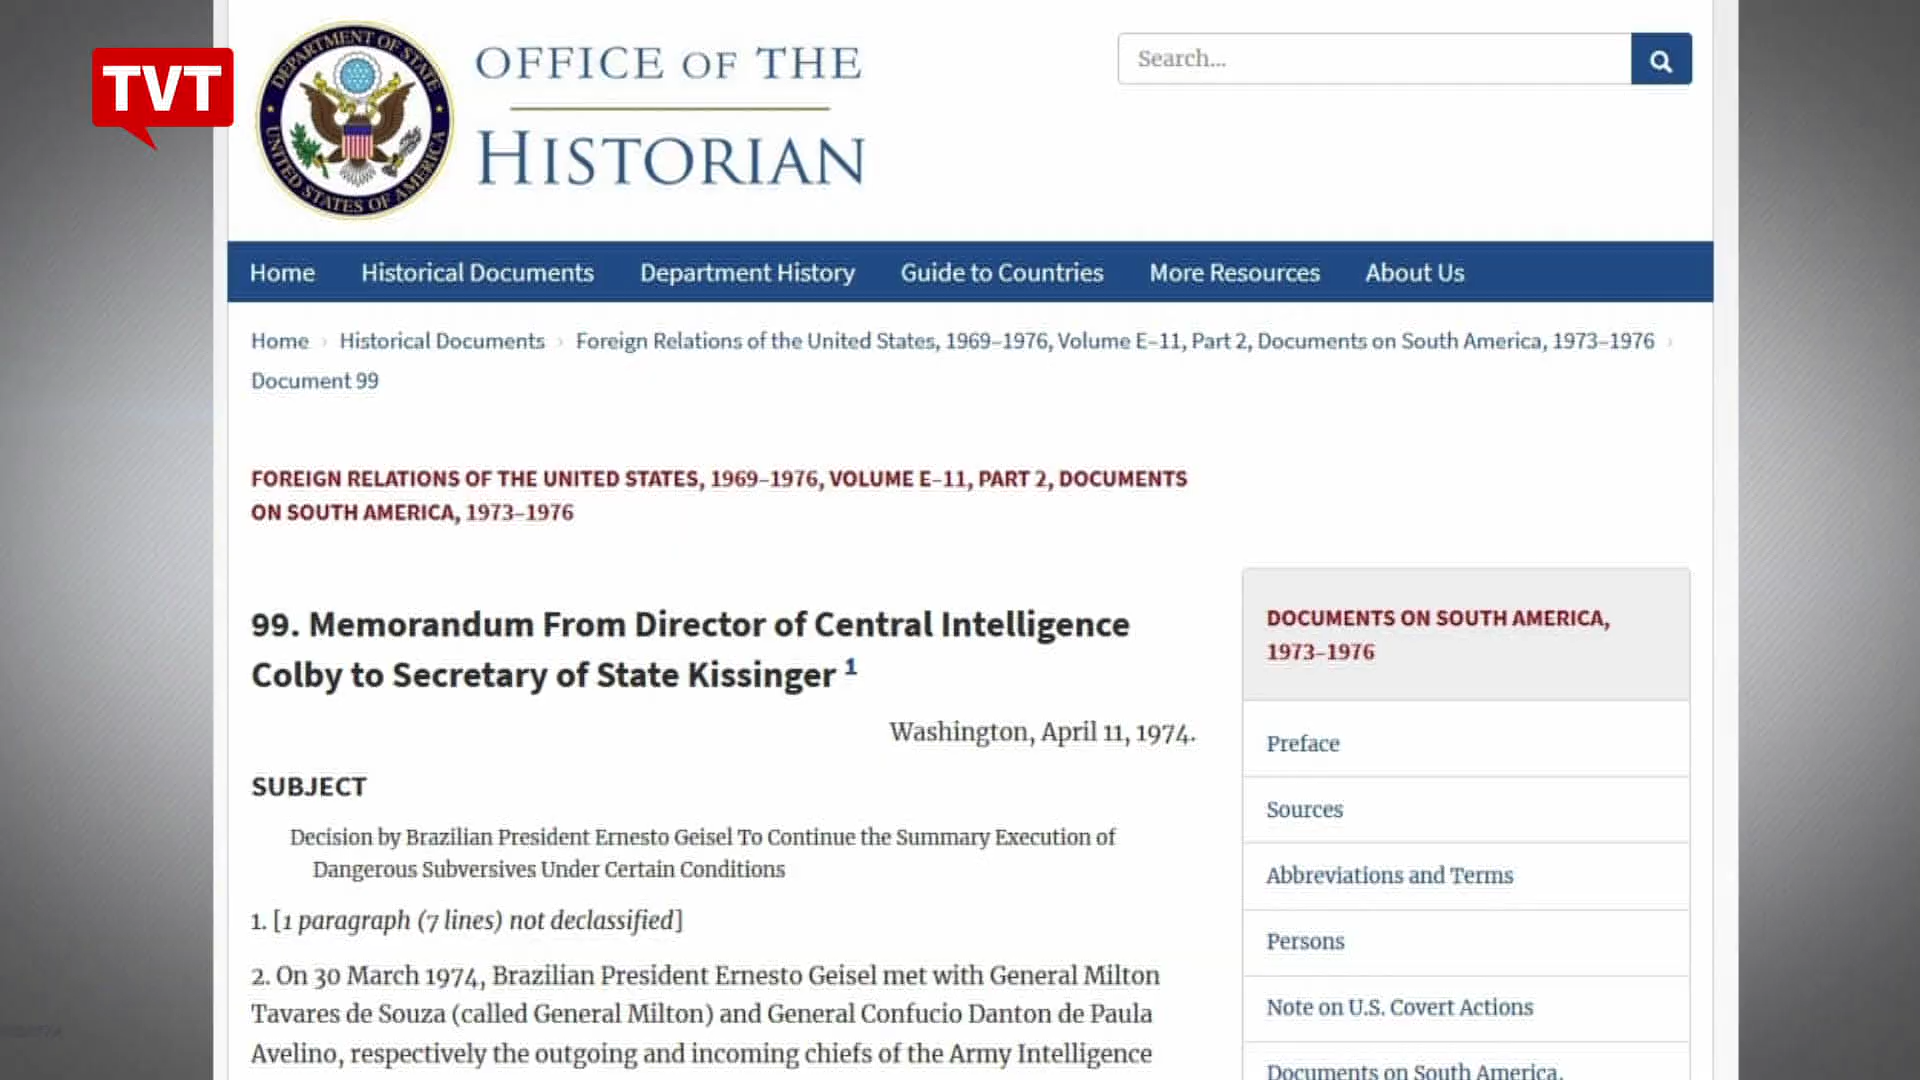 TVT
DEPARTMENT OF STATE
UNITED STATES OF AMERICA
OFFICE OF THE
HISTORIAN
Search...
Home Historical Documents Department History Guide to Countries More Resources About Us
Home › Historical Documents › Foreign Relations of the United States, 1969–1976, Volume E–11, Part 2, Documents on South America, 1973–1976 ›
Document 99
FOREIGN RELATIONS OF THE UNITED STATES, 1969–1976, VOLUME E–11, PART 2, DOCUMENTS
ON SOUTH AMERICA, 1973–1976
99. Memorandum From Director of Central Intelligence
Colby to Secretary of State Kissinger 1
Washington, April 11, 1974.
SUBJECT
Decision by Brazilian President Ernesto Geisel To Continue the Summary Execution of
Dangerous Subversives Under Certain Conditions
1. [1 paragraph (7 lines) not declassified]
2. On 30 March 1974, Brazilian President Ernesto Geisel met with General Milton
Tavares de Souza (called General Milton) and General Confucio Danton de Paula
Avelino, respectively the outgoing and incoming chiefs of the Army Intelligence
DOCUMENTS ON SOUTH AMERICA,
1973–1976
Preface
Sources
Abbreviations and Terms
Persons
Note on U.S. Covert Actions
Documents on South America,